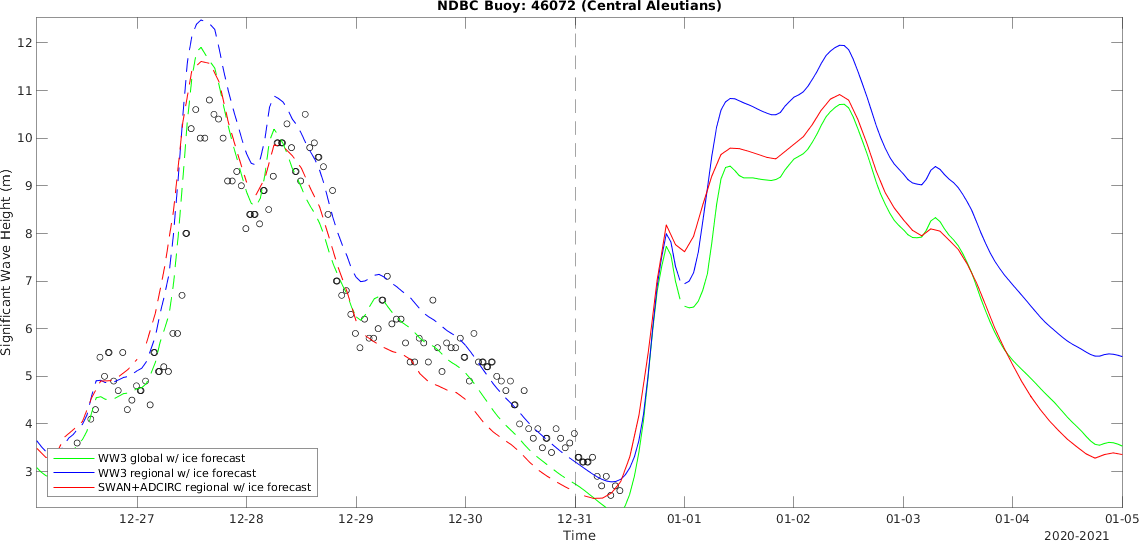 NDBC Buoy: 46072 (Central Aleutians)
12
11
10
9
8
7
6
5
4
3
Significant Wave Height (m)
WW3 global w/ ice forecast
WW3 regional w/ ice forecast
SWAN+ADCIRC regional w/ ice forecast
12-27 12-28 12-29 12-30 12-31 01-01 01-02 01-03 01-04 01-05
Time
2020-2021